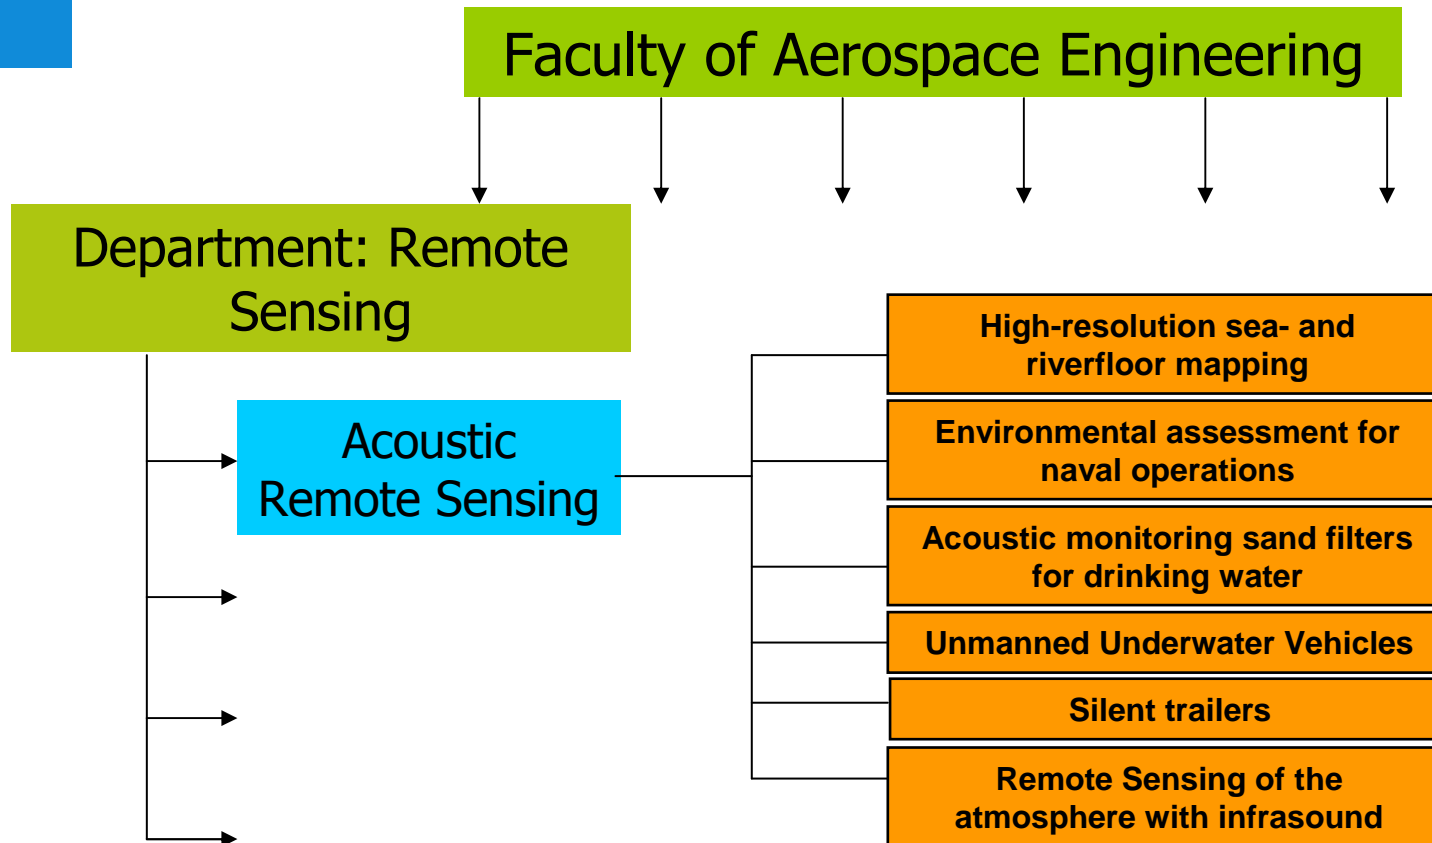 Faculty of Aerospace Engineering
Department: Remote
Sensing
Acoustic
Remote Sensing
High-resolution sea- and
riverfloor mapping
Environmental assessment for
naval operations
Acoustic monitoring sand filters
for drinking water
Unmanned Underwater Vehicles
Silent trailers
Remote Sensing of the
atmosphere with infrasound